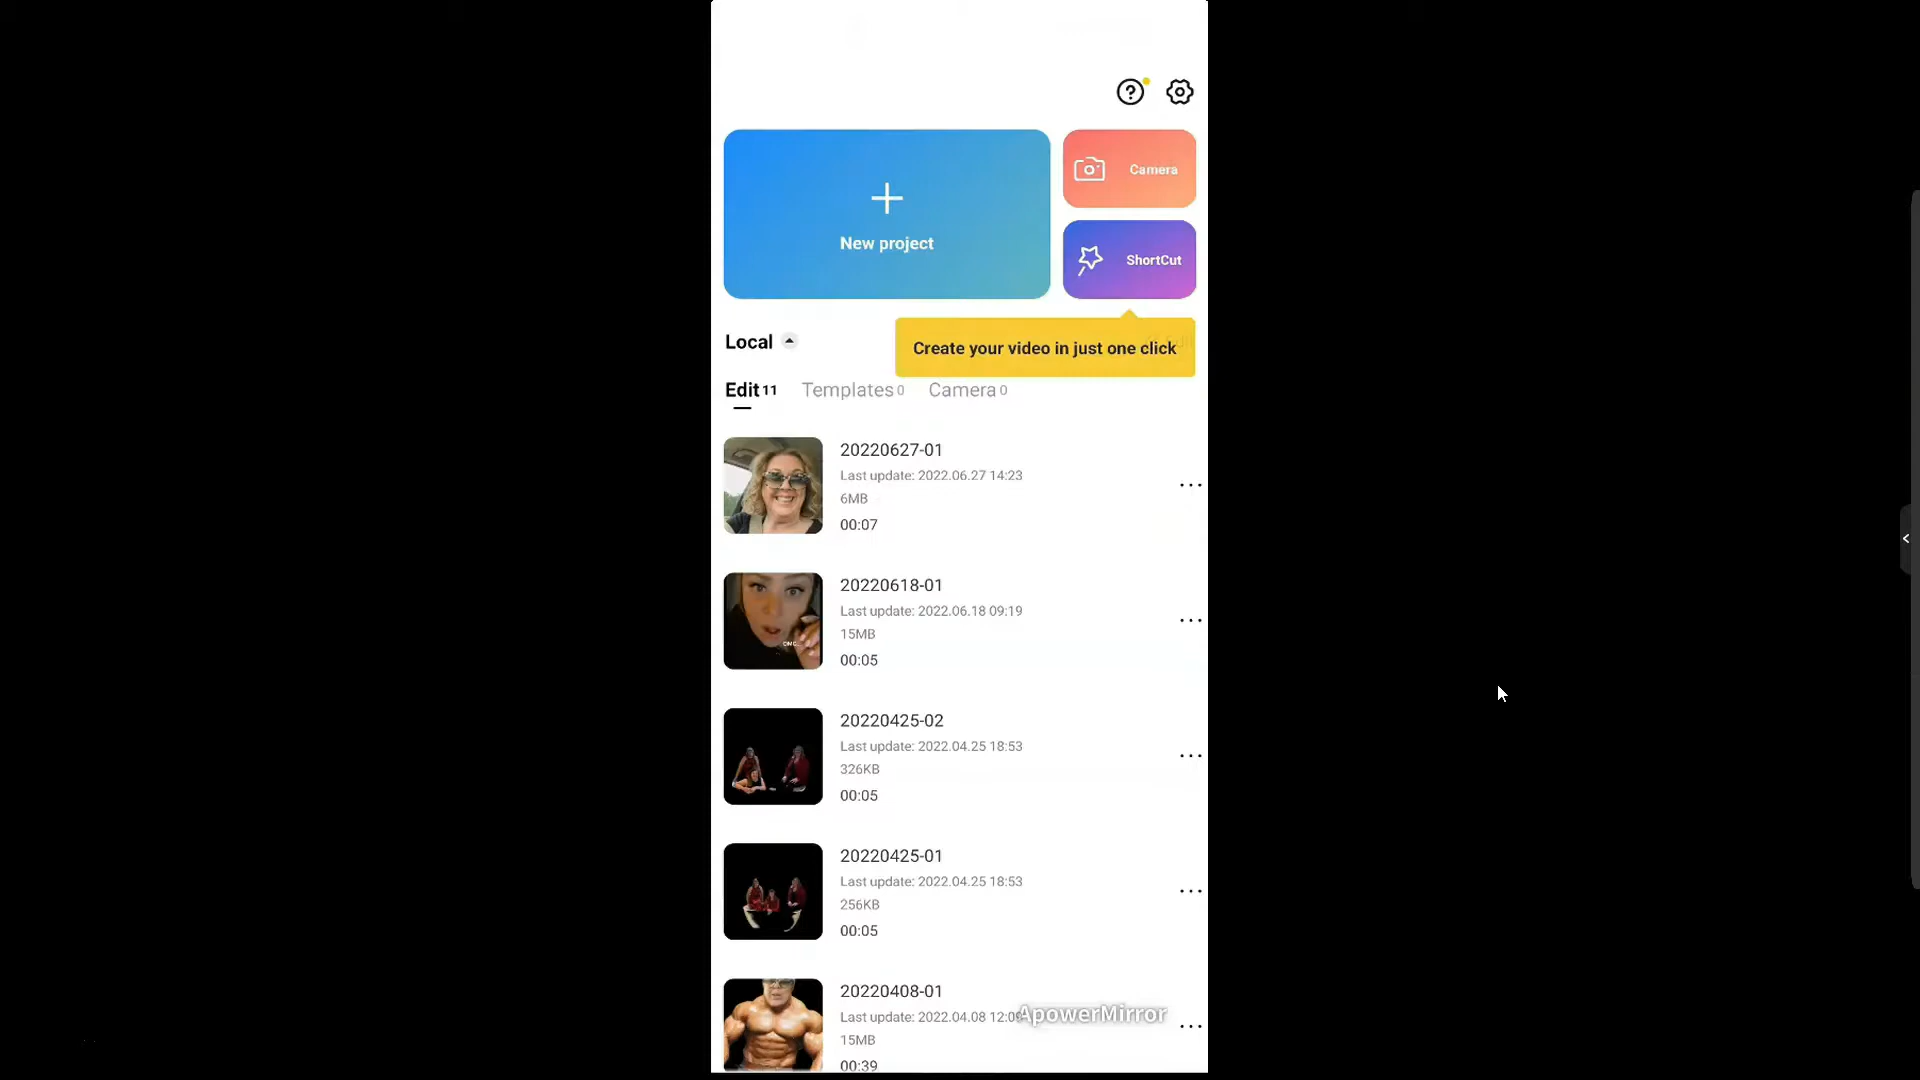 Camera
New project
ShortCut
Local
Create your video in just one click
Edit 11 Templates 0 Camera 0
20220627-01
Last update: 2022.06.27 14:23
6MB
00:07
20220618-01
Last update: 2022.06.18 09:19
15MB
00:05
20220425-02
Last update: 2022.04.25 18:53
326KB
00:05
20220425-01
Last update: 2022.04.25 18:53
256KB
00:05
20220408-01
Last update: 2022.04.08 12:09
ApowerMirror
15MB
00:39